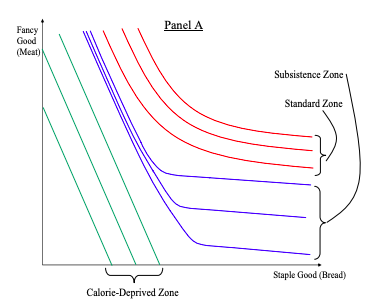 Panel A
Fancy
Good
(Meat)
Subsistence Zone
Standard Zone
Staple Good (Bread)
Calorie-Deprived Zone